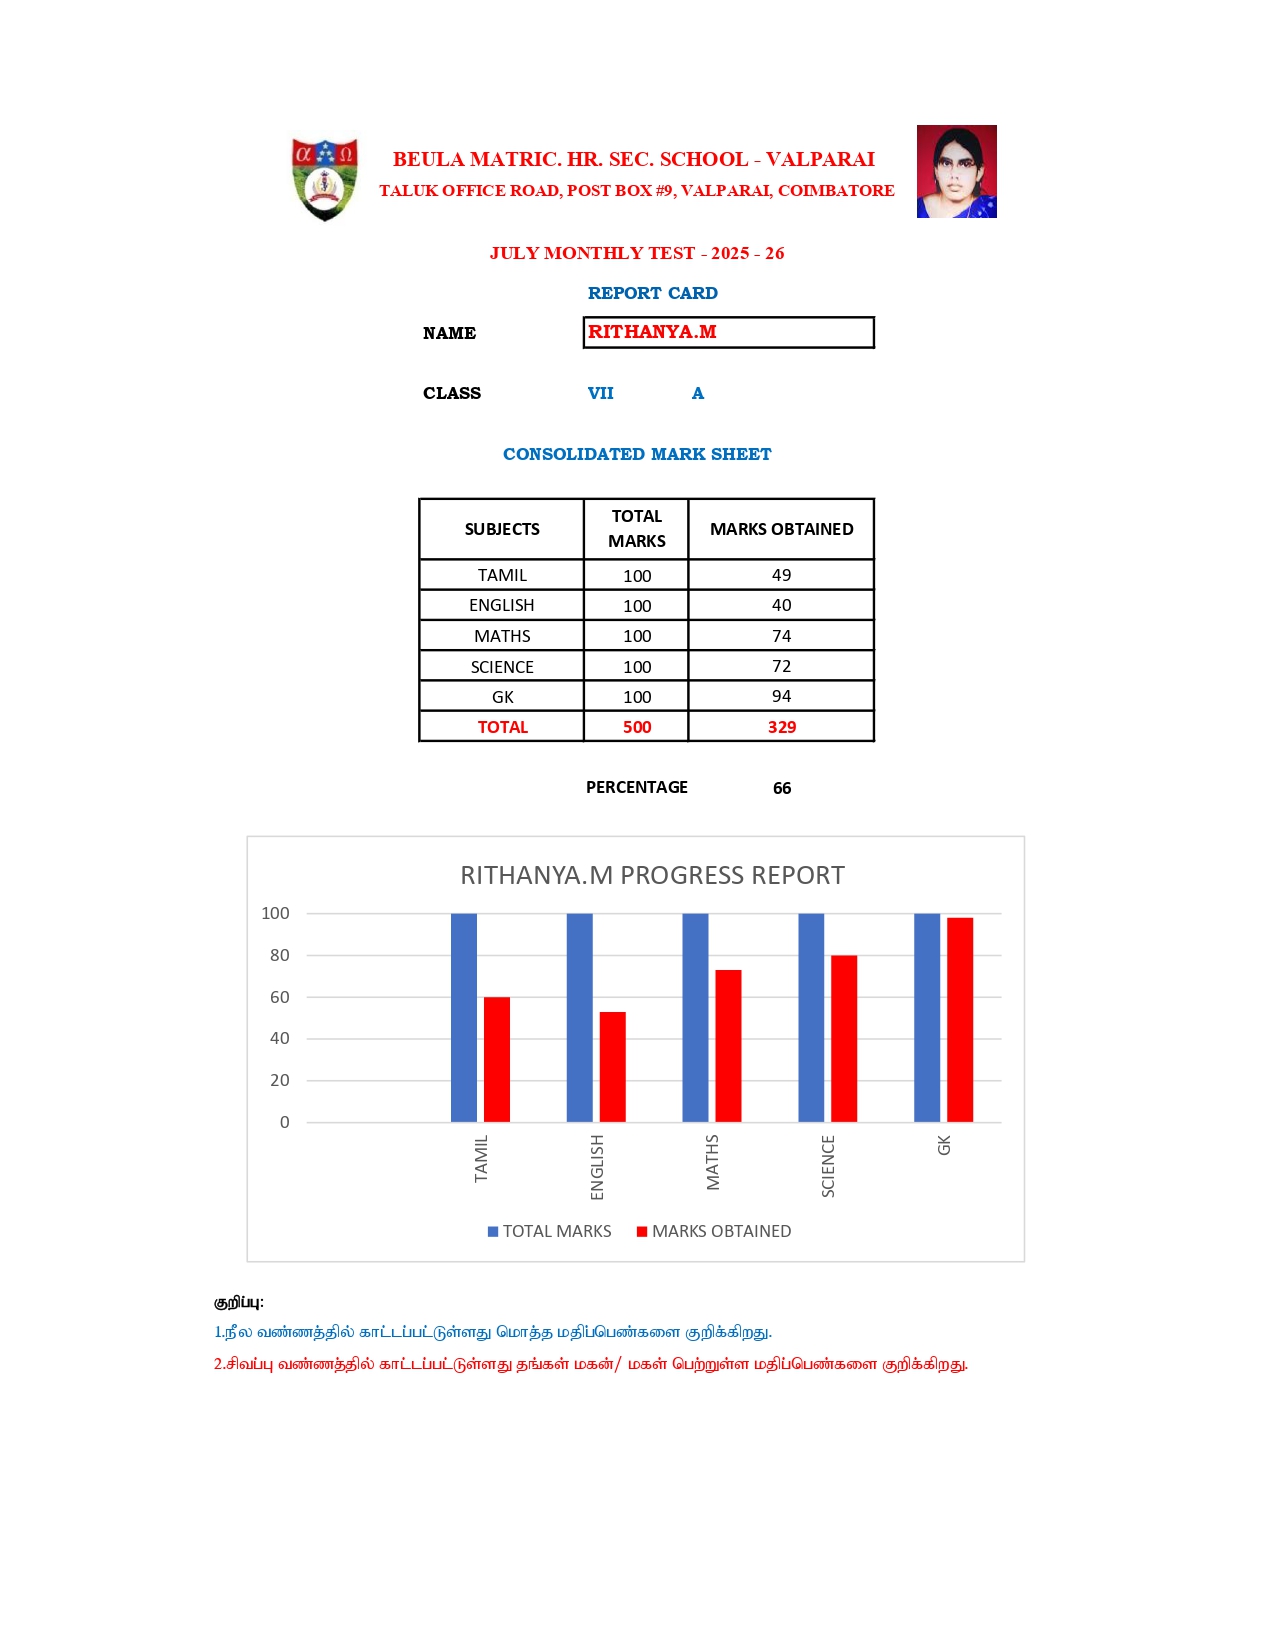 α Ω
BEULA MATRIC. HR. SEC. SCHOOL - VALPARAI
TALUK OFFICE ROAD, POST BOX #9, VALPARAI, COIMBATORE
JULY MONTHLY TEST - 2025 - 26
REPORT CARD
NAME RITHANYA.M
CLASS VII A
CONSOLIDATED MARK SHEET
SUBJECTS TOTAL MARKS MARKS OBTAINED
TAMIL 100 49
ENGLISH 100 40
MATHS 100 74
SCIENCE 100 72
GK 100 94
TOTAL 500 329
PERCENTAGE 66
RITHANYA.M PROGRESS REPORT
100
80
60
40
20
0
TAMIL ENGLISH MATHS SCIENCE GK
TOTAL MARKS MARKS OBTAINED
குறிப்பு:
1.நீல வண்ணத்தில் காட்டப்பட்டுள்ளது மொத்த மதிப்பெண்களை குறிக்கிறது.
2.சிவப்பு வண்ணத்தில் காட்டப்பட்டுள்ளது தங்கள் மகன்/ மகள் பெற்றுள்ள மதிப்பெண்களை குறிக்கிறது.